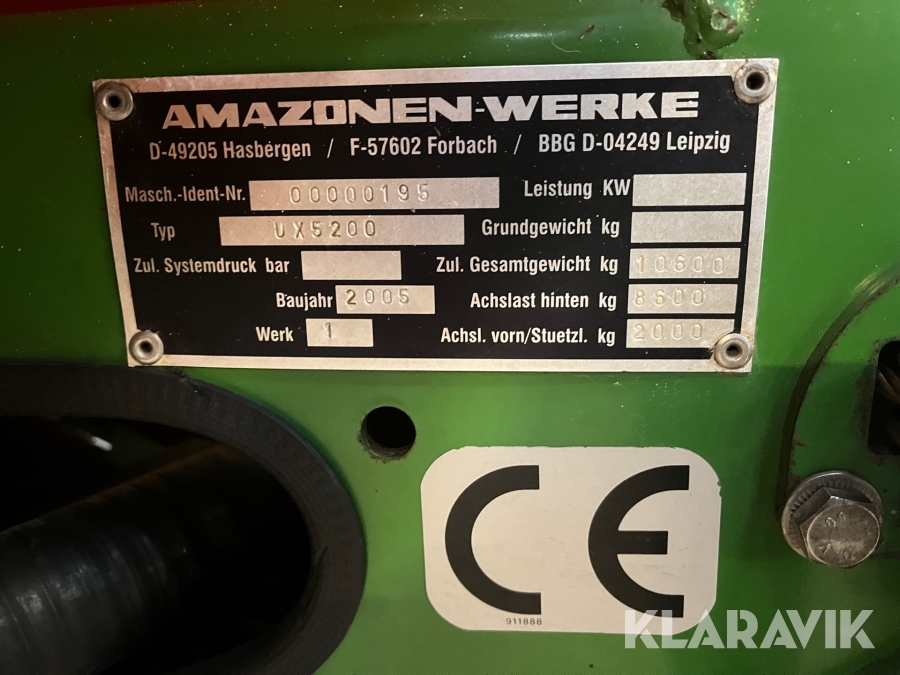 AMAZONEN-WERKE
D-49205 Hasbergen / F-57602 Forbach / BBG D-04249 Leipzig
Masch.-Ident-Nr. 00000195 Leistung KW
Typ UX5200 Grundgewicht kg
Zul. Systemdruck bar Zul. Gesamtgewicht kg 10600
Baujahr 2005 Achslast hinten kg 8600
Werk 1 Achsl. vorn/Stuetzl. kg 2000
CE
911888
KLARAVIK